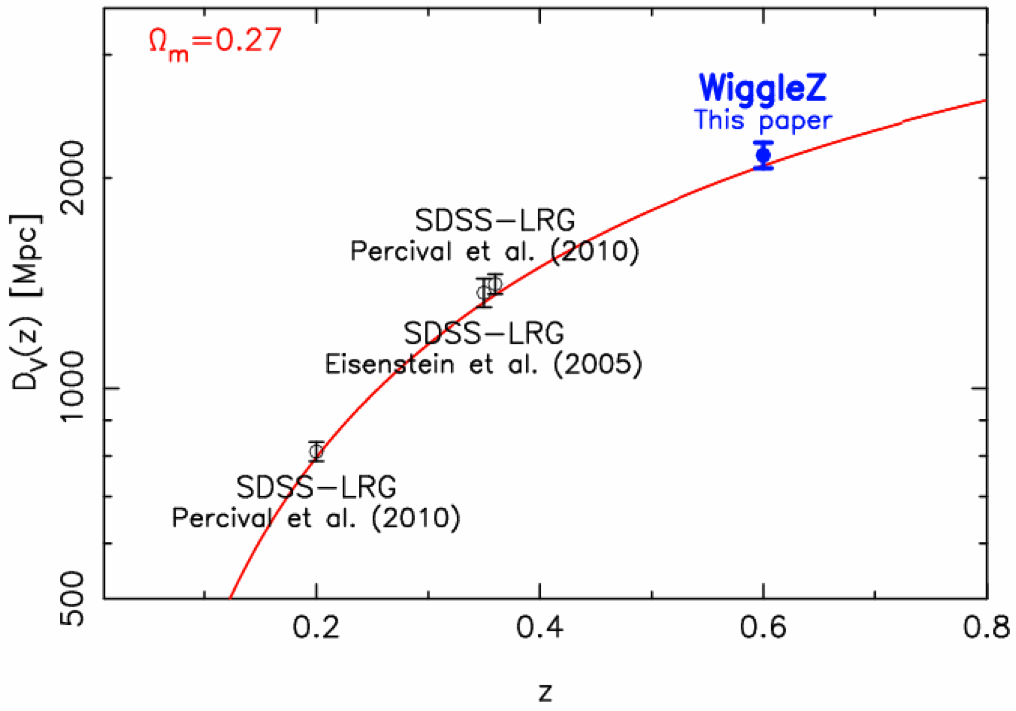 Ωm=0.27
WiggleZ
This paper
SDSS-LRG
Percival et al. (2010)
SDSS-LRG
Eisenstein et al. (2005)
SDSS-LRG
Percival et al. (2010)
DV(z) [Mpc]
2000
1000
500
0.2 0.4 0.6 0.8
z